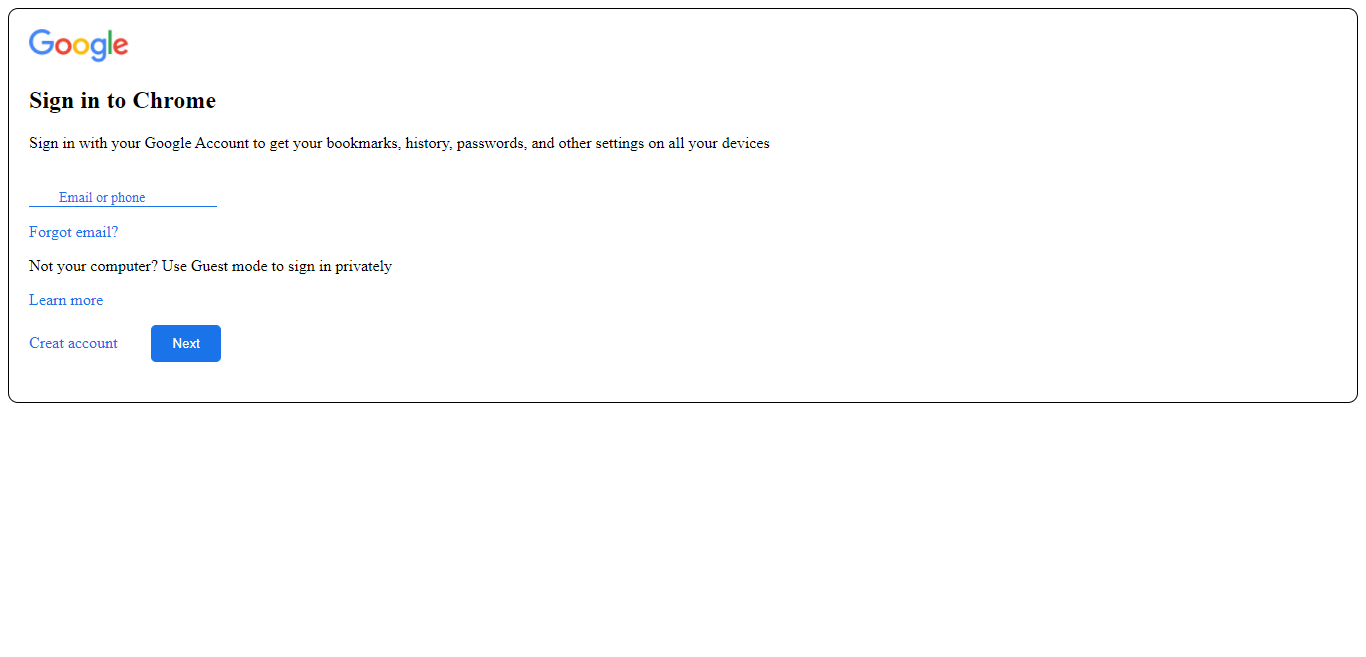 Google
Sign in to Chrome
Sign in with your Google Account to get your bookmarks, history, passwords, and other settings on all your devices
Email or phone
Forgot email?
Not your computer? Use Guest mode to sign in privately
Learn more
Creat account Next